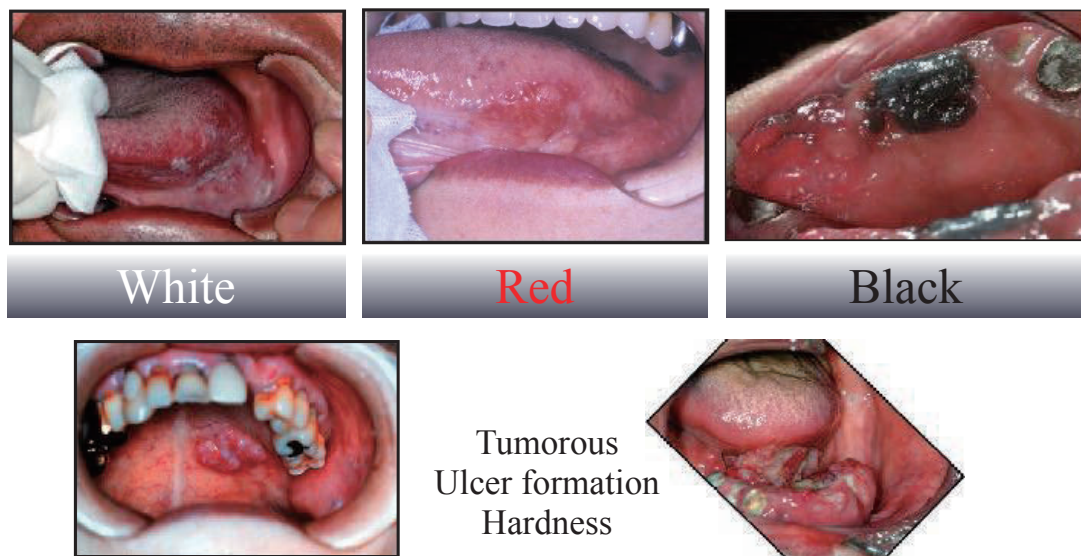 White
Red
Black
Tumorous
Ulcer formation
Hardness